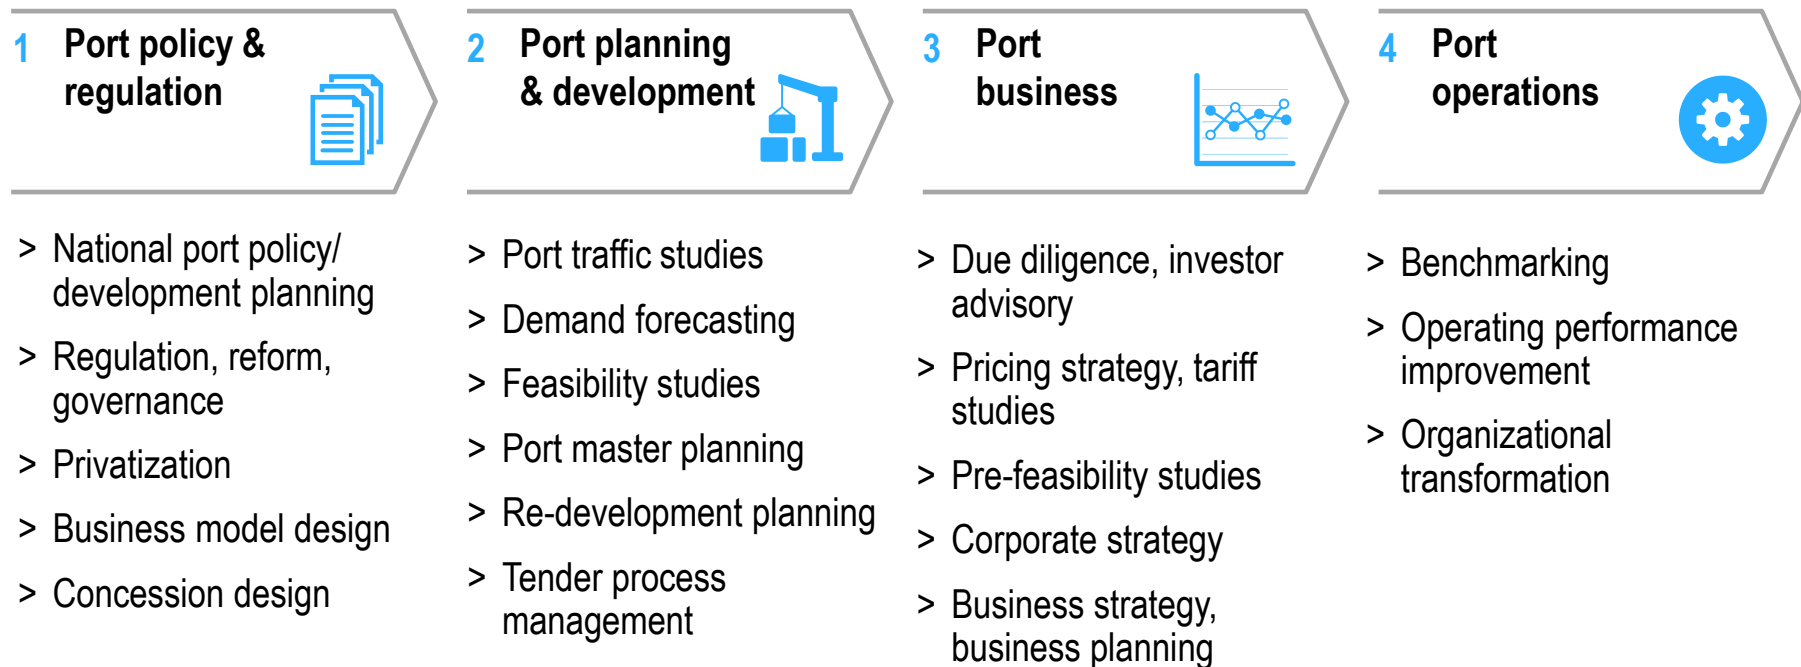 1 Port policy &
regulation
> National port policy/
development planning
> Regulation, reform,
governance
> Privatization
> Business model design
> Concession design
2 Port planning
& development
> Port traffic studies
> Demand forecasting
> Feasibility studies
> Port master planning
> Re-development planning
> Tender process
management
3 Port
business
> Due diligence, investor
advisory
> Pricing strategy, tariff
studies
> Pre-feasibility studies
> Corporate strategy
> Business strategy,
business planning
4 Port
operations
> Benchmarking
> Operating performance
improvement
> Organizational
transformation